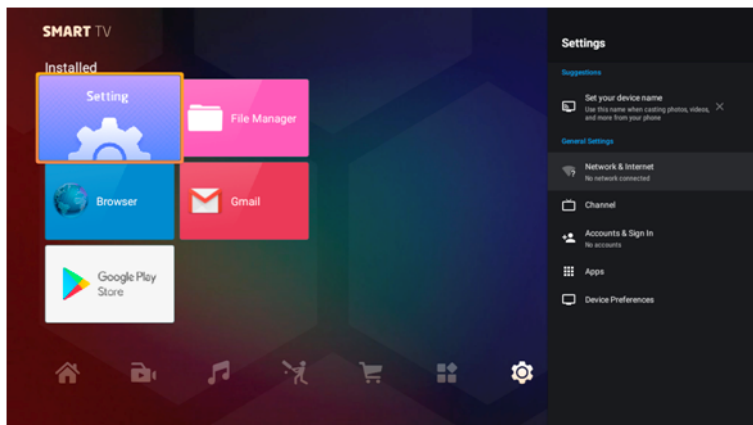 SMART TV
Installed
Setting
File Manager
Browser
Gmail
Google Play
Store
Settings
Suggestions
Set your device name
Use this name when casting photos, videos,
and more from your phone
General Settings
Network & Internet
No network connected
Channel
Accounts & Sign In
No accounts
Apps
Device Preferences